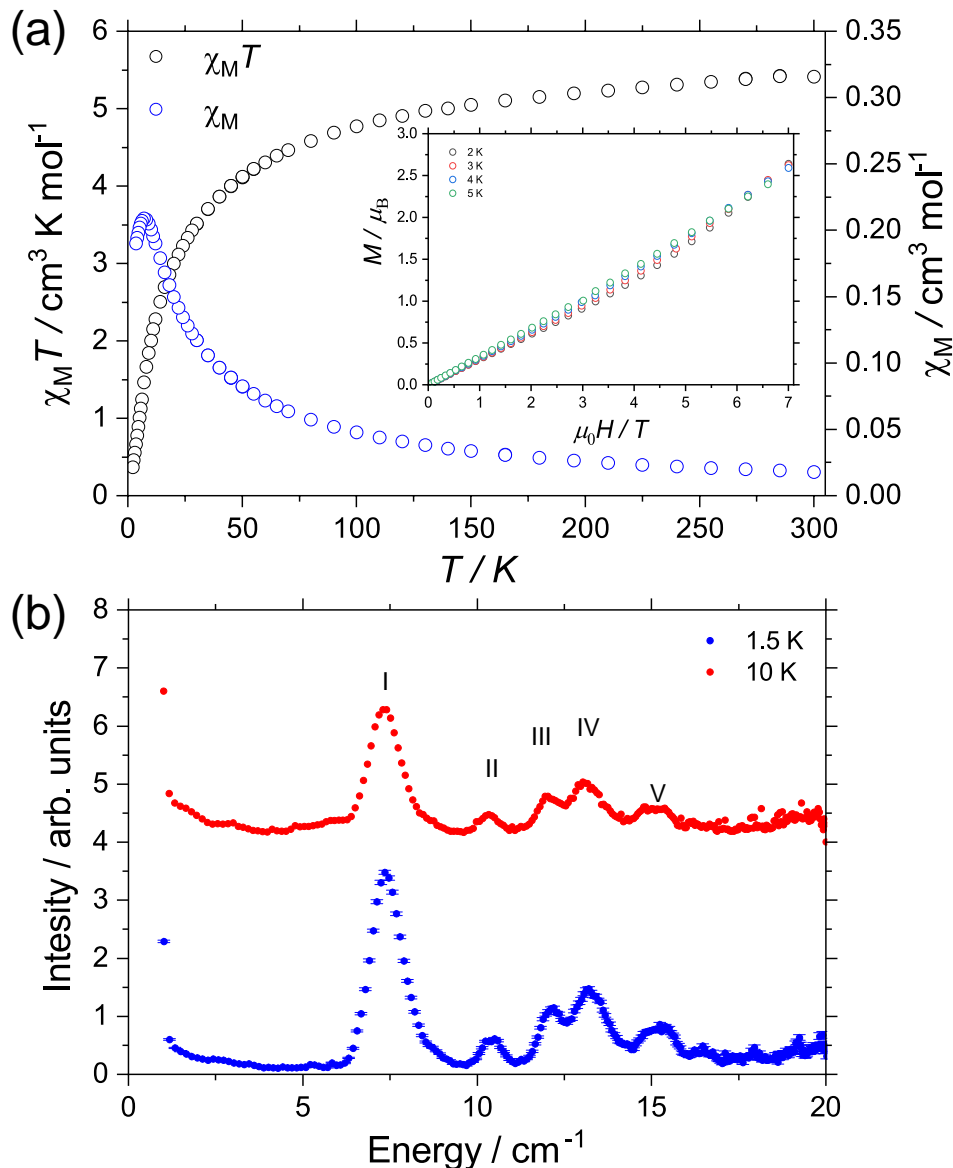 (a)
χMT
χM
6
5
4
3
2
1
0
χMT / cm³ K mol⁻¹
0.35
0.30
0.25
0.20
0.15
0.10
0.05
0.00
χM / cm³ mol⁻¹
0 50 100 150 200 250 300
T / K
3.0
2.5
2.0
1.5
1.0
0.5
0.0
M / μB
2 K
3 K
4 K
5 K
0 1 2 3 4 5 6 7
μ0H / T
(b)
8
7
6
5
4
3
2
1
0
Intesity / arb. units
1.5 K
10 K
I
II
III
IV
V
0 5 10 15 20
Energy / cm⁻¹